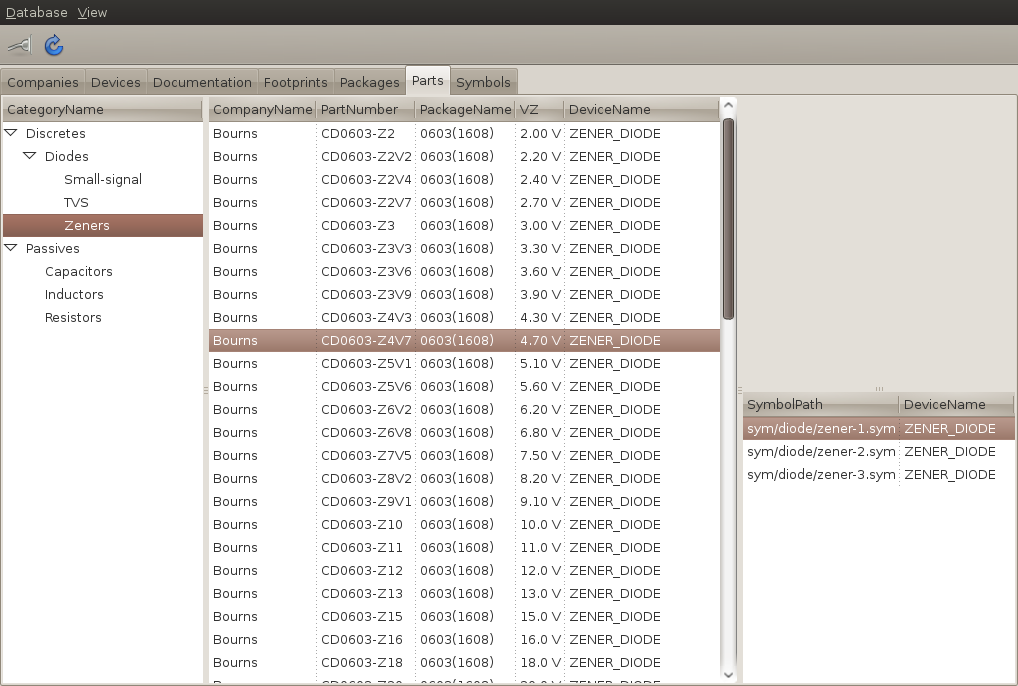 Database View
Companies Devices Documentation Footprints Packages Parts Symbols
CategoryName
Discretes
Diodes
Small-signal
TVS
Zeners
Passives
Capacitors
Inductors
Resistors
CompanyName PartNumber PackageName VZ DeviceName
Bourns CD0603-Z2 0603(1608) 2.00 V ZENER_DIODE
Bourns CD0603-Z2V2 0603(1608) 2.20 V ZENER_DIODE
Bourns CD0603-Z2V4 0603(1608) 2.40 V ZENER_DIODE
Bourns CD0603-Z2V7 0603(1608) 2.70 V ZENER_DIODE
Bourns CD0603-Z3 0603(1608) 3.00 V ZENER_DIODE
Bourns CD0603-Z3V3 0603(1608) 3.30 V ZENER_DIODE
Bourns CD0603-Z3V6 0603(1608) 3.60 V ZENER_DIODE
Bourns CD0603-Z3V9 0603(1608) 3.90 V ZENER_DIODE
Bourns CD0603-Z4V3 0603(1608) 4.30 V ZENER_DIODE
Bourns CD0603-Z4V7 0603(1608) 4.70 V ZENER_DIODE
Bourns CD0603-Z5V1 0603(1608) 5.10 V ZENER_DIODE
Bourns CD0603-Z5V6 0603(1608) 5.60 V ZENER_DIODE
Bourns CD0603-Z6V2 0603(1608) 6.20 V ZENER_DIODE
Bourns CD0603-Z6V8 0603(1608) 6.80 V ZENER_DIODE
Bourns CD0603-Z7V5 0603(1608) 7.50 V ZENER_DIODE
Bourns CD0603-Z8V2 0603(1608) 8.20 V ZENER_DIODE
Bourns CD0603-Z9V1 0603(1608) 9.10 V ZENER_DIODE
Bourns CD0603-Z10 0603(1608) 10.0 V ZENER_DIODE
Bourns CD0603-Z11 0603(1608) 11.0 V ZENER_DIODE
Bourns CD0603-Z12 0603(1608) 12.0 V ZENER_DIODE
Bourns CD0603-Z13 0603(1608) 13.0 V ZENER_DIODE
Bourns CD0603-Z15 0603(1608) 15.0 V ZENER_DIODE
Bourns CD0603-Z16 0603(1608) 16.0 V ZENER_DIODE
Bourns CD0603-Z18 0603(1608) 18.0 V ZENER_DIODE
SymbolPath DeviceName
sym/diode/zener-1.sym ZENER_DIODE
sym/diode/zener-2.sym ZENER_DIODE
sym/diode/zener-3.sym ZENER_DIODE